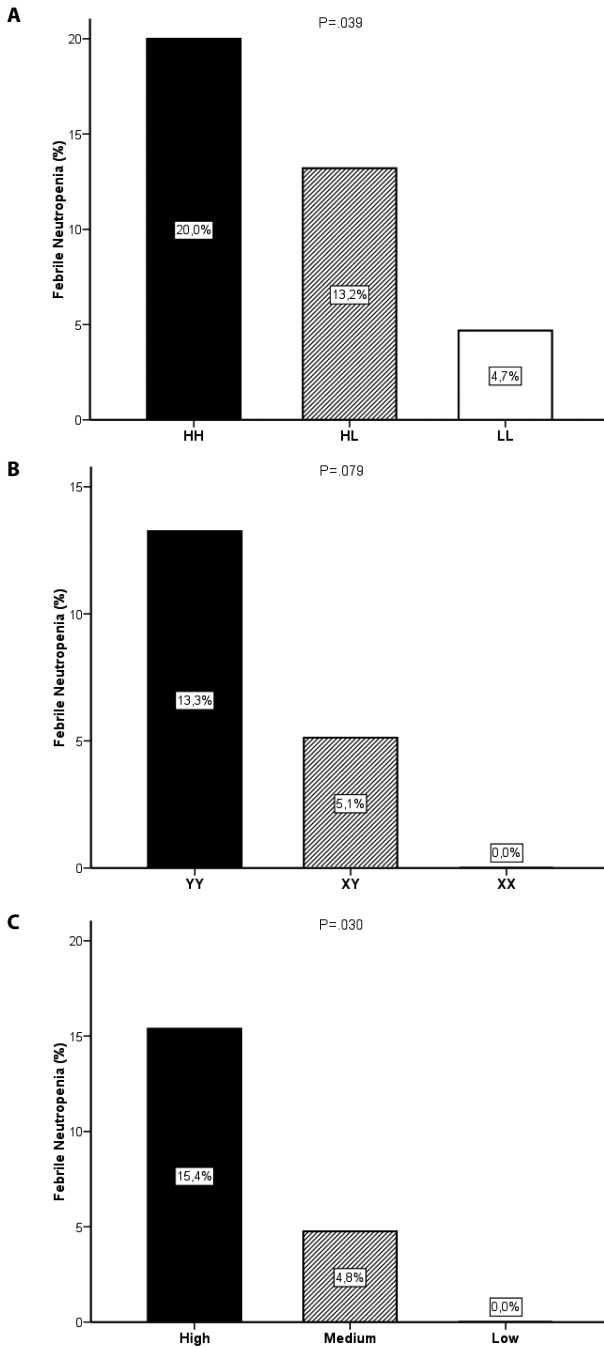 A
P=.039
Febrile Neutropenia (%)
20
15
10
5
0
20,0%
13,2%
4,7%
HH HL LL
B
P=.079
Febrile Neutropenia (%)
15
10
5
0
13,3%
5,1%
0,0%
YY XY XX
C
P=.030
Febrile Neutropenia (%)
20
15
10
5
0
15,4%
4,8%
0,0%
High Medium Low